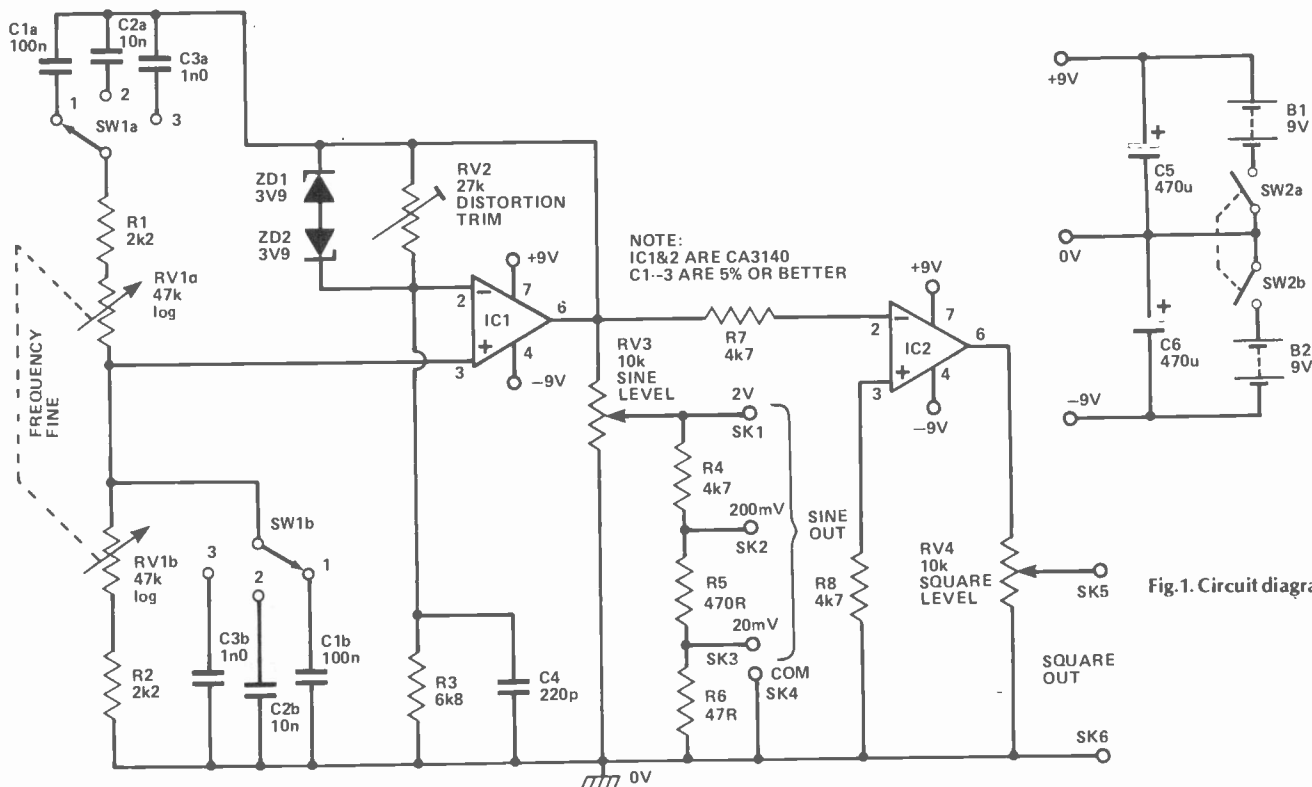 C1a
100n
C2a
10n
C3a
1n0
1
2
3
SW1a
R1
2k2
RV1a
47k
log
FREQUENCY
FINE
RV1b
47k
log
R2
2k2
SW1b
3
2
1
C3b
1n0
C2b
10n
C1b
100n
ZD1
3V9
ZD2
3V9
RV2
27k
DISTORTION
TRIM
+9V
2
7
6
IC1
3
4
-9V
R3
6k8
C4
220p
NOTE:
IC1&2 ARE CA3140
C1--3 ARE 5% OR BETTER
RV3
10k
SINE
LEVEL
R7
4k7
2V
SK1
R4
4k7
200mV
SK2
R5
470R
20mV
SK3
COM
SK4
R6
47R
SINE
OUT
0V
+9V
2
7
6
IC2
3
4
-9V
R8
4k7
RV4
10k
SQUARE
LEVEL
SK5
SQUARE
OUT
SK6
+9V
0V
-9V
+
C5
470u
+
C6
470u
B1
9V
SW2a
SW2b
B2
9V
Fig.1. Circuit diagra